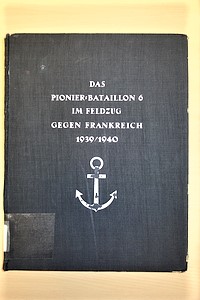 DAS
PIONIER-BATAILLON 6
IM FELDZUG
GEGEN FRANKREICH
1939/1940